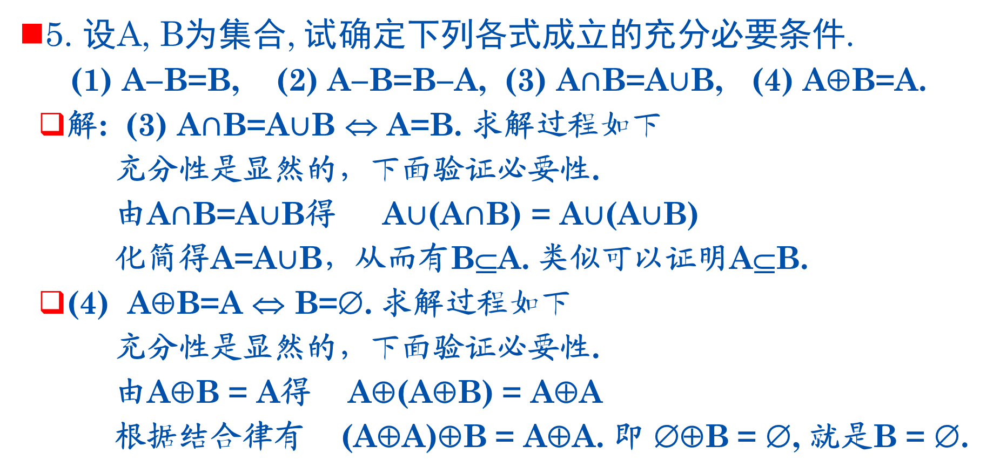 5. 设A, B为集合, 试确定下列各式成立的充分必要条件.
(1) A−B=B, (2) A−B=B−A, (3) A∩B=A∪B, (4) A⊕B=A.
解: (3) A∩B=A∪B ⇔ A=B. 求解过程如下
充分性是显然的，下面验证必要性.
由A∩B=A∪B得 A∪(A∩B) = A∪(A∪B)
化简得A=A∪B，从而有B⊆A. 类似可以证明A⊆B.
(4) A⊕B=A ⇔ B=∅. 求解过程如下
充分性是显然的，下面验证必要性.
由A⊕B = A得 A⊕(A⊕B) = A⊕A
根据结合律有 (A⊕A)⊕B = A⊕A. 即 ∅⊕B = ∅, 就是B = ∅.